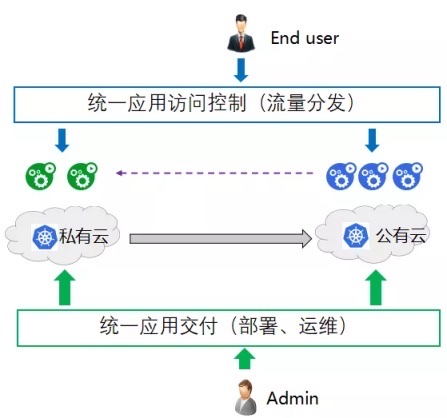 End user
统一应用访问控制（流量分发）
私有云
公有云
统一应用交付（部署、运维）
Admin